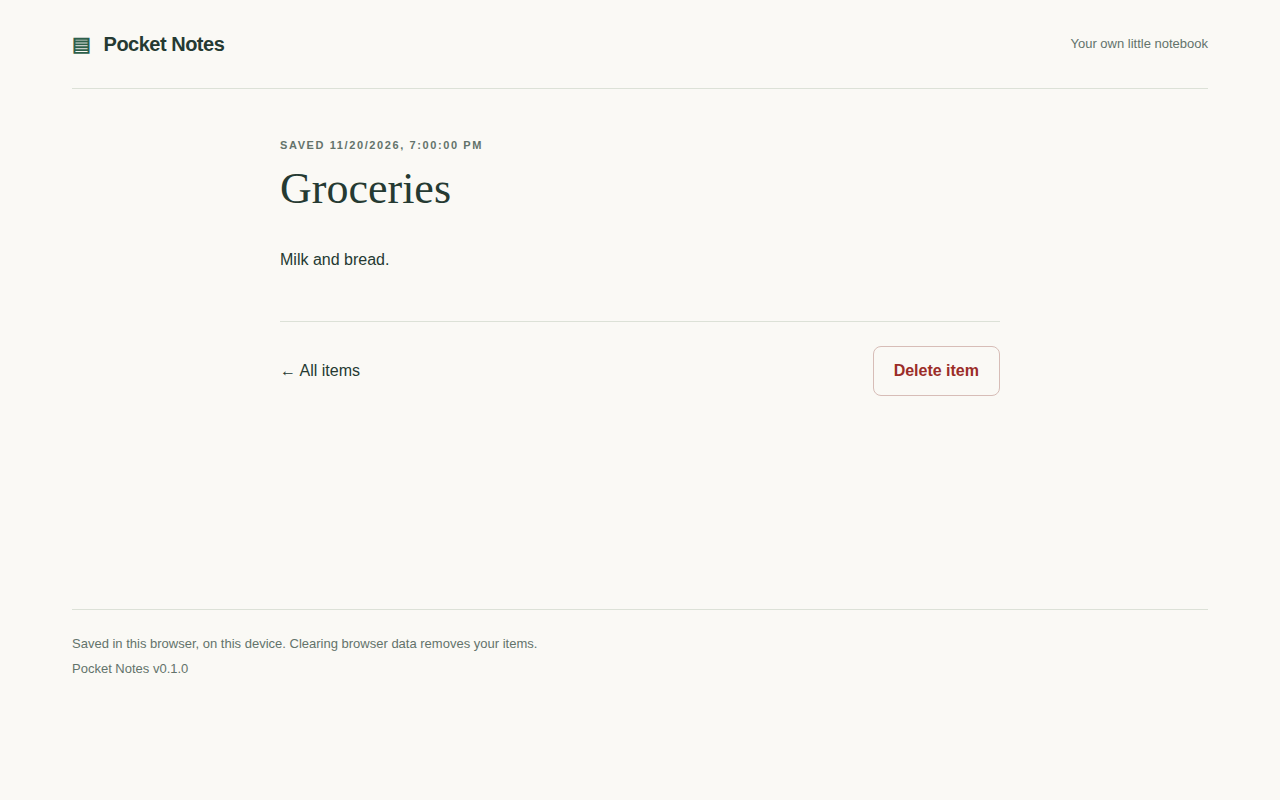 Pocket Notes
Your own little notebook
SAVED 11/20/2026, 7:00:00 PM
Groceries
Milk and bread.
← All items
Delete item
Saved in this browser, on this device. Clearing browser data removes your items.
Pocket Notes v0.1.0